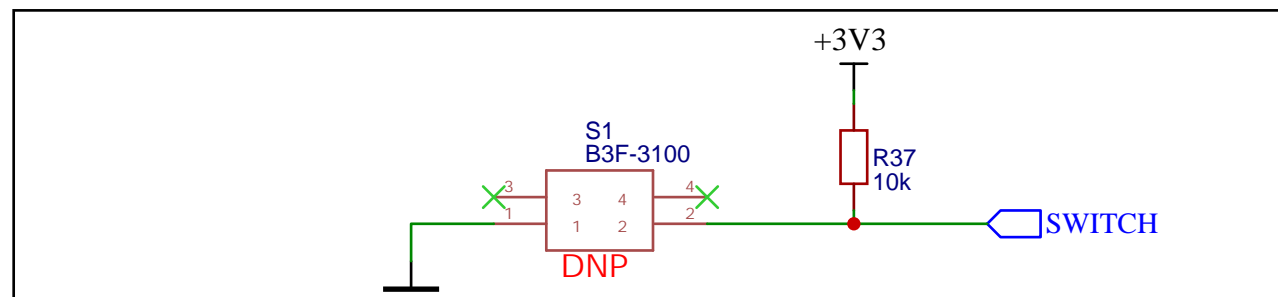 +3V3
S1
B3F-3100
R37
10k
3 3 4 4
1 1 2 2
SWITCH
DNP